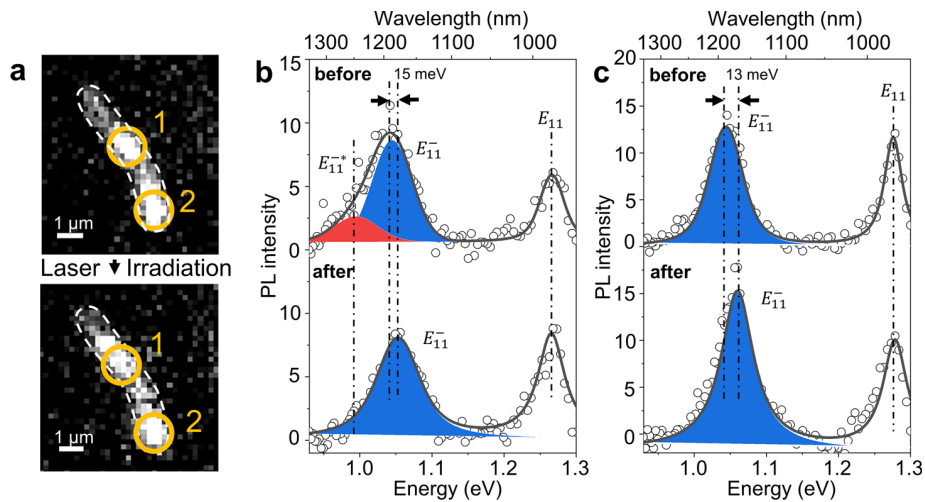 a
1
2
1 µm
Laser Irradiation
1
2
1 µm
Wavelength (nm)
1300 1200 1100 1000
b
before
15 meV
E₁₁⁻*
E₁₁⁻
E₁₁
15
10
5
0
PL intensity
after
E₁₁⁻
10
5
0
1.0 1.1 1.2 1.3
Energy (eV)
Wavelength (nm)
1300 1200 1100 1000
c
before
13 meV
E₁₁⁻
E₁₁
20
15
10
5
0
PL intensity
after
E₁₁⁻
15
10
5
0
1.0 1.1 1.2 1.3
Energy (eV)